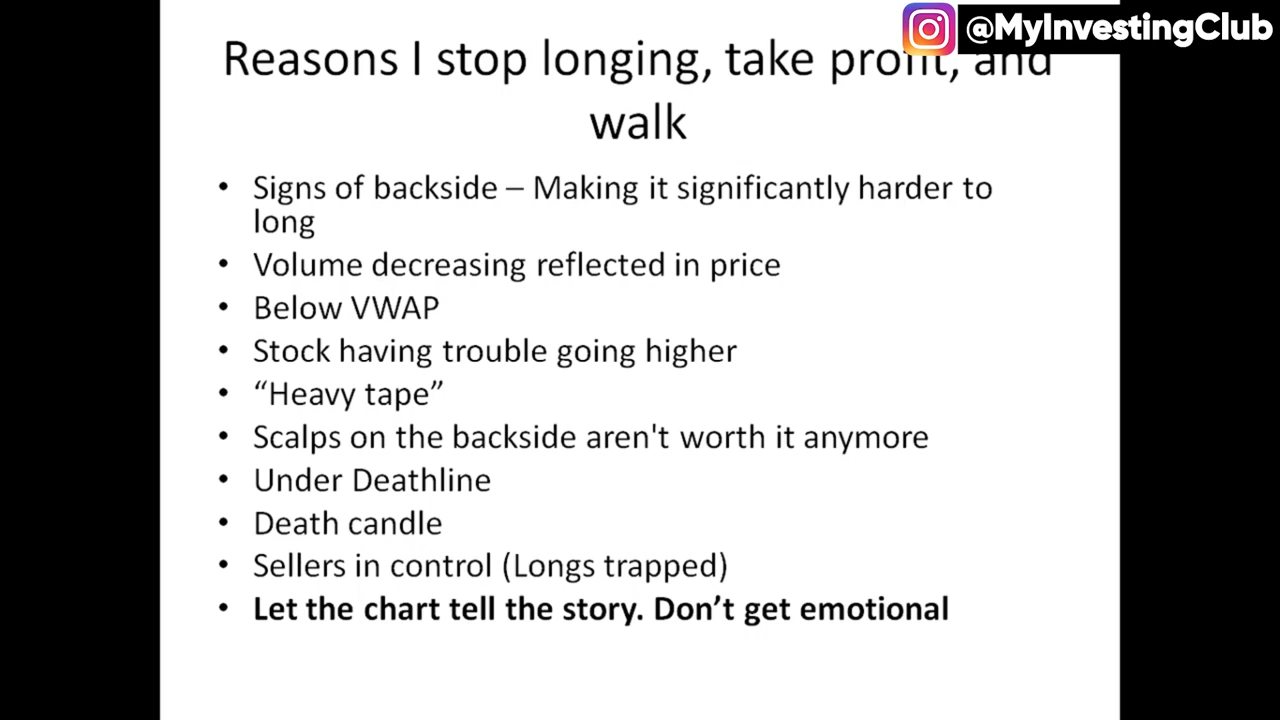 @MyInvestingClub
Reasons I stop longing, take profit, and
walk
• Signs of backside – Making it significantly harder to
long
• Volume decreasing reflected in price
• Below VWAP
• Stock having trouble going higher
• “Heavy tape”
• Scalps on the backside aren't worth it anymore
• Under Deathline
• Death candle
• Sellers in control (Longs trapped)
• Let the chart tell the story. Don’t get emotional